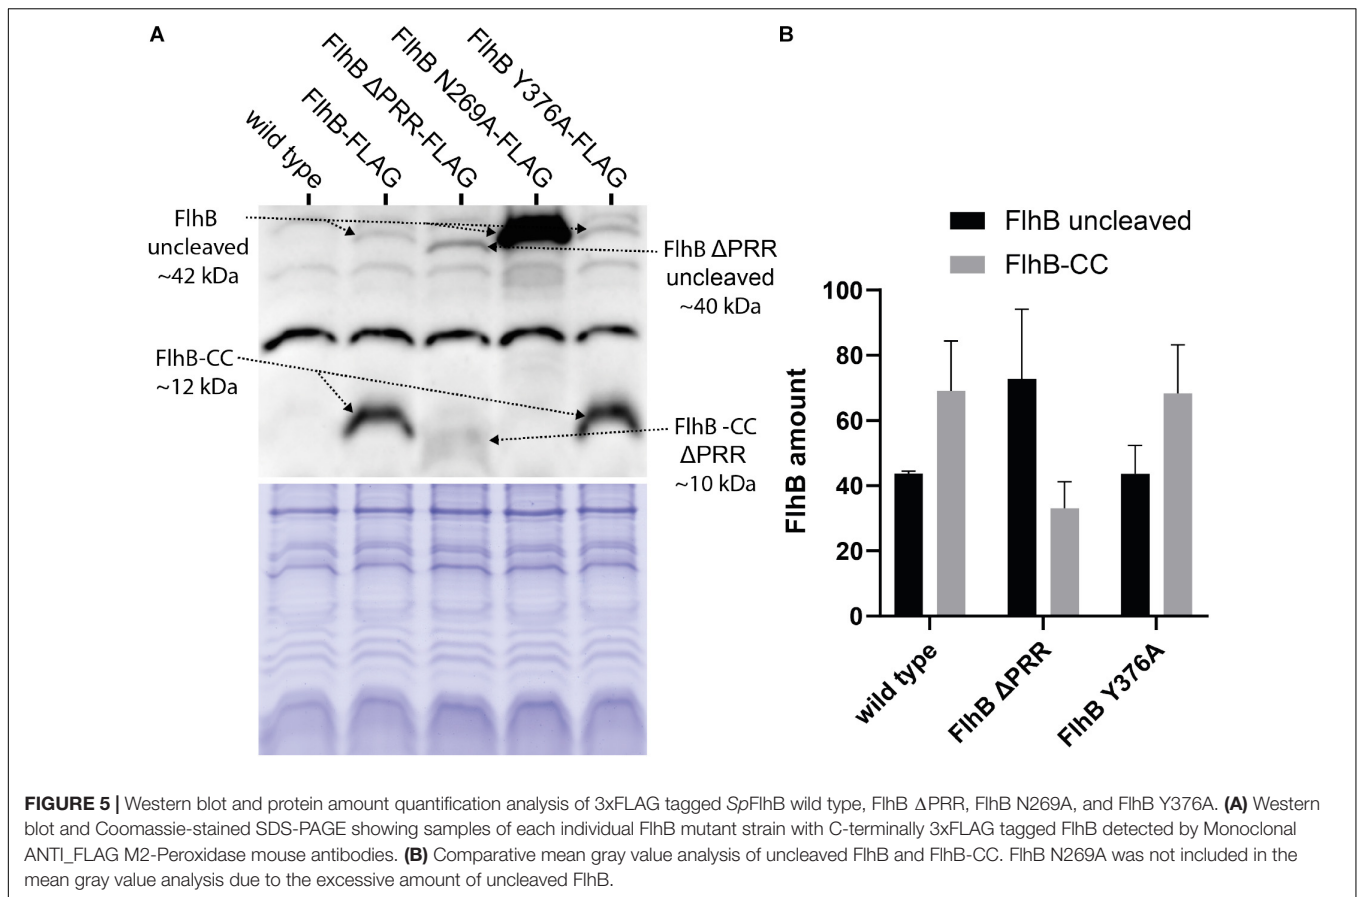 A
wild type
FlhB-FLAG
FlhB ΔPRR-FLAG
FlhB N269A-FLAG
FlhB Y376A-FLAG
FlhB
uncleaved
~42 kDa
FlhB ΔPRR
uncleaved
~40 kDa
FlhB-CC
~12 kDa
FlhB -CC
ΔPRR
~10 kDa
B
FlhB uncleaved
FlhB-CC
FlhB amount
100
80
60
40
20
0
wild type
FlhB ΔPRR
FlhB Y376A
FIGURE 5 | Western blot and protein amount quantification analysis of 3xFLAG tagged SpFlhB wild type, FlhB ΔPRR, FlhB N269A, and FlhB Y376A. (A) Western
blot and Coomassie-stained SDS-PAGE showing samples of each individual FlhB mutant strain with C-terminally 3xFLAG tagged FlhB detected by Monoclonal
ANTI_FLAG M2-Peroxidase mouse antibodies. (B) Comparative mean gray value analysis of uncleaved FlhB and FlhB-CC. FlhB N269A was not included in the
mean gray value analysis due to the excessive amount of uncleaved FlhB.